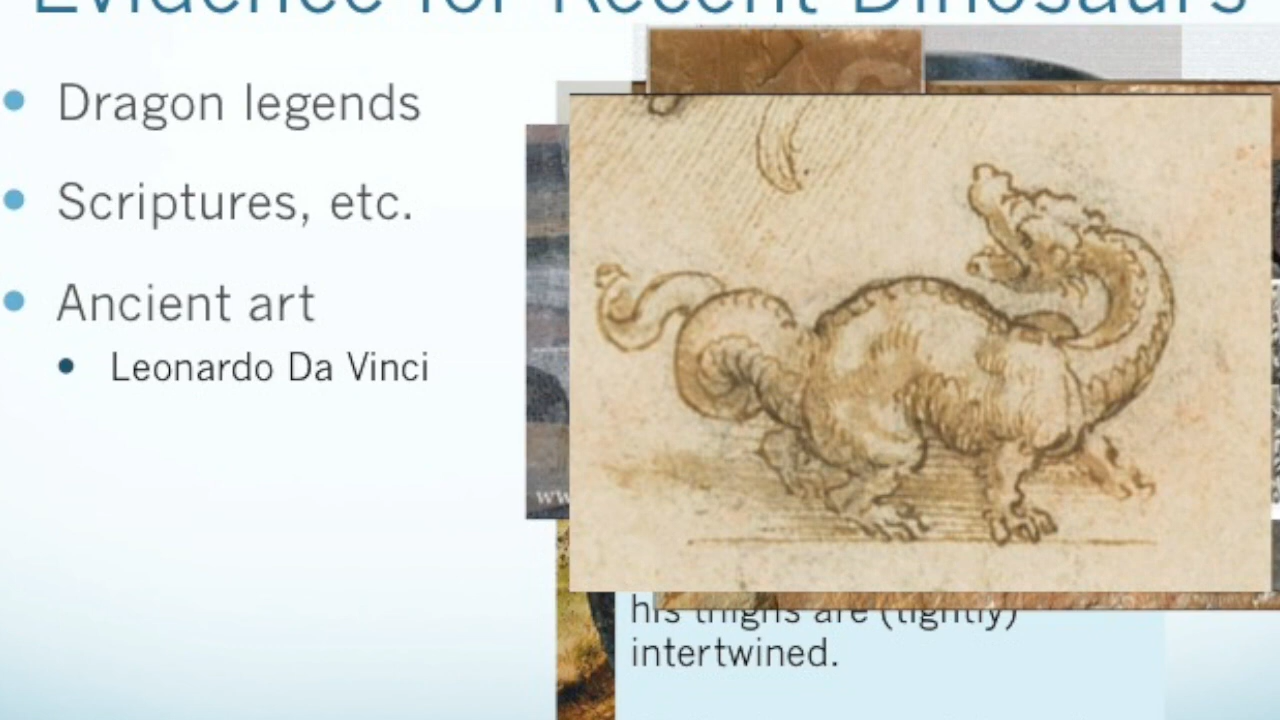 Evidence for Recent Dinosaurs
Dragon legends
Scriptures, etc.
Ancient art
Leonardo Da Vinci
his thighs are (tightly)
intertwined.